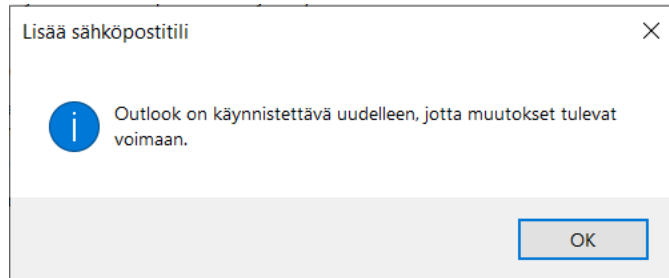 Lisää sähköpostitili
Outlook on käynnistettävä uudelleen, jotta muutokset tulevat
voimaan.
OK